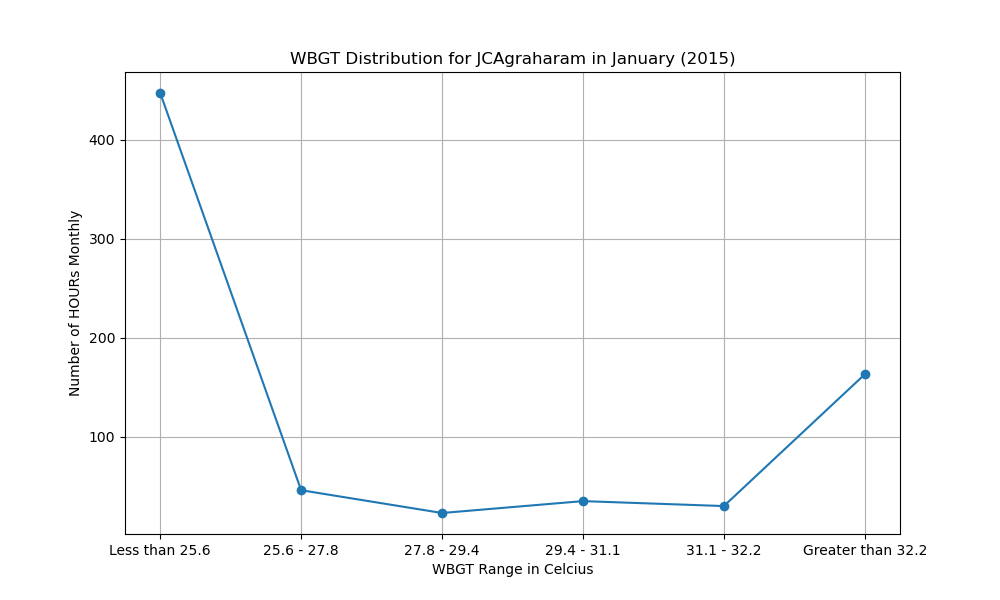 WBGT Distribution for JCAgraharam in January (2015)
Number of HOURs Monthly
400
300
200
100
Less than 25.6
25.6 - 27.8
27.8 - 29.4
29.4 - 31.1
31.1 - 32.2
Greater than 32.2
WBGT Range in Celcius